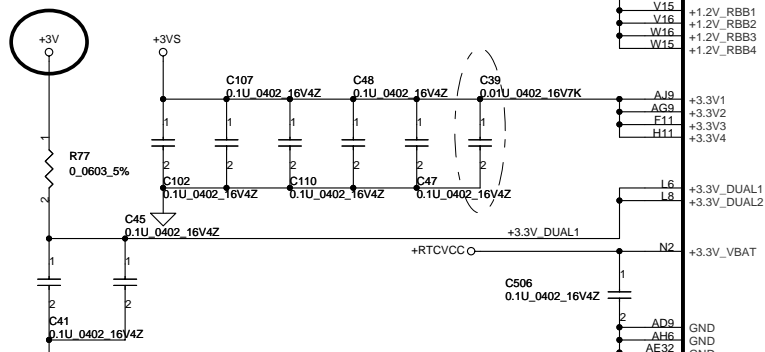 V15 +1.2V_RBB1
V16 +1.2V_RBB2
W16 +1.2V_RBB3
W15 +1.2V_RBB4
+3V
+3VS
C107
0.1U_0402_16V4Z
C48
0.1U_0402_16V4Z
C39
0.01U_0402_16V7K
AJ9 +3.3V1
AG9 +3.3V2
F11 +3.3V3
H11 +3.3V4
1
1
1
1
1
1
1
R77
0_0603_5%
2
2
2
2
2
2
2
C102
0.1U_0402_16V4Z
C110
0.1U_0402_16V4Z
C47
0.1U_0402_16V4Z
L6 +3.3V_DUAL1
L8 +3.3V_DUAL2
C45
0.1U_0402_16V4Z
+3.3V_DUAL1
+RTCVCC
N2 +3.3V_VBAT
1
1
1
C506
0.1U_0402_16V4Z
2
2
2
C41
0.1U_0402_16V4Z
AD9 GND
AH6 GND
AE32 GND